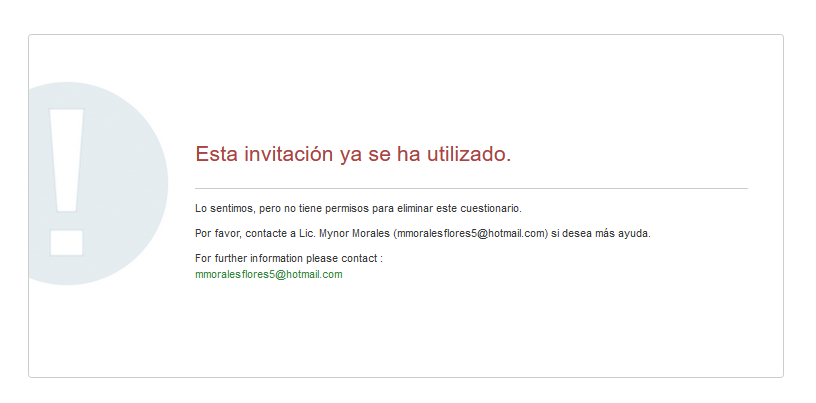 Esta invitación ya se ha utilizado.
Lo sentimos, pero no tiene permisos para eliminar este cuestionario.
Por favor, contacte a Lic. Mynor Morales (mmoralesflores5@hotmail.com) si desea más ayuda.
For further information please contact :
mmoralesflores5@hotmail.com